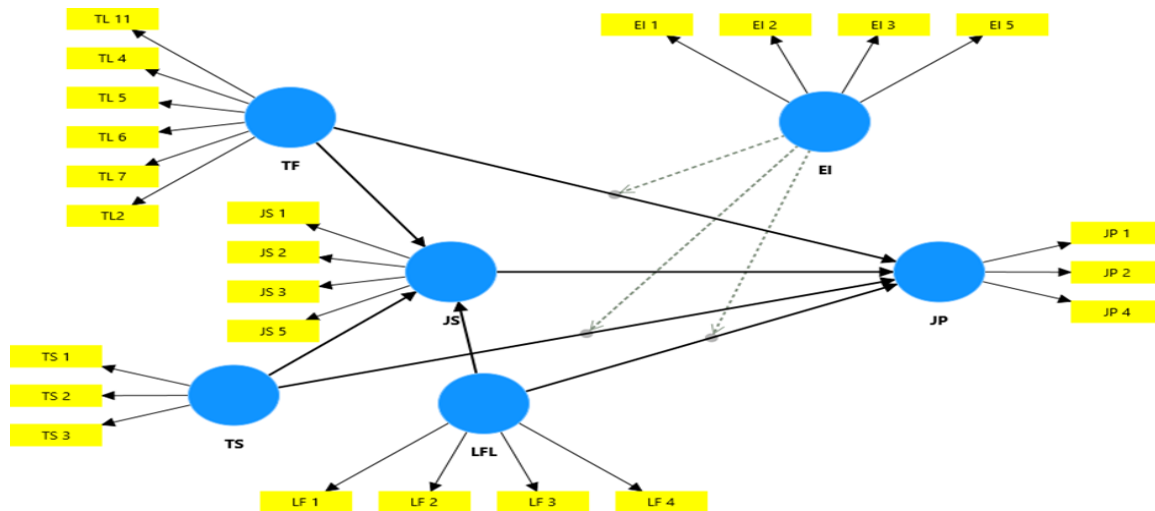 TL 11
TL 4
TL 5
TL 6
TL 7
TL2
TF
EI 1
EI 2
EI 3
EI 5
EI
JS 1
JS 2
JS 3
JS 5
JS
JP 1
JP 2
JP 4
JP
TS 1
TS 2
TS 3
TS
LFL
LF 1
LF 2
LF 3
LF 4